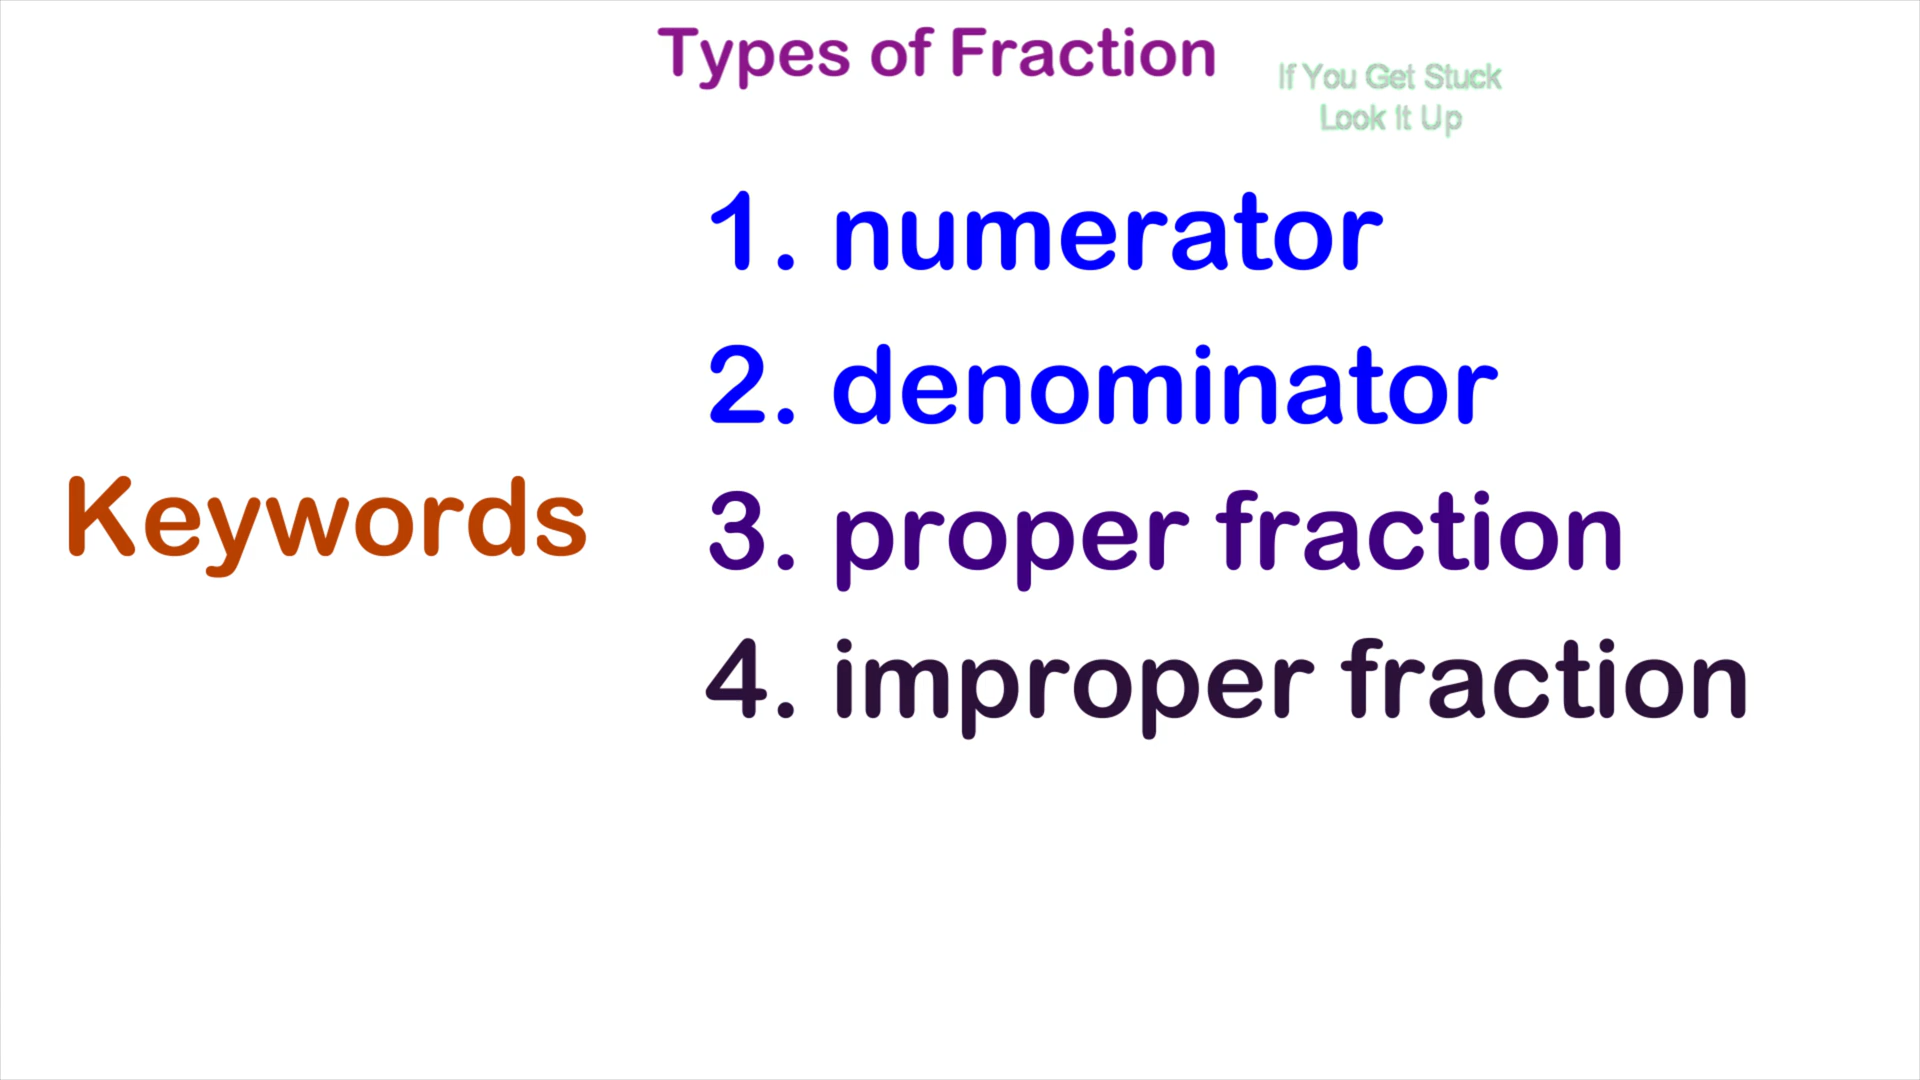 Types of Fraction
If You Get Stuck
Look It Up
1. numerator
2. denominator
Keywords
3. proper fraction
4. improper fraction